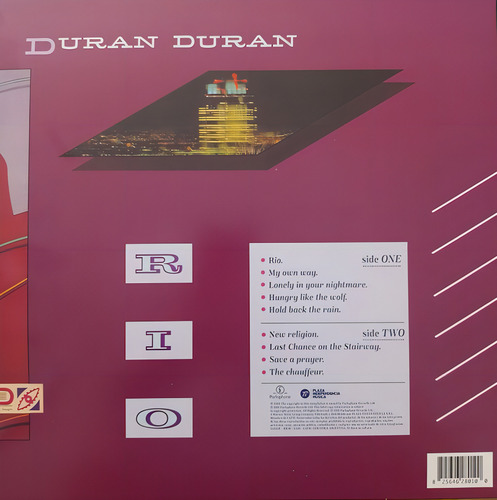 DURAN DURAN
R
I
O
side ONE
Rio.
My own way.
Lonely in your nightmare.
Hungry like the wolf.
Hold back the rain.
side TWO
New religion.
Last Chance on the Stairway.
Save a prayer.
The chauffeur.
Parlophone
PLAZA
INDEPENDENCIA
MÚSICA